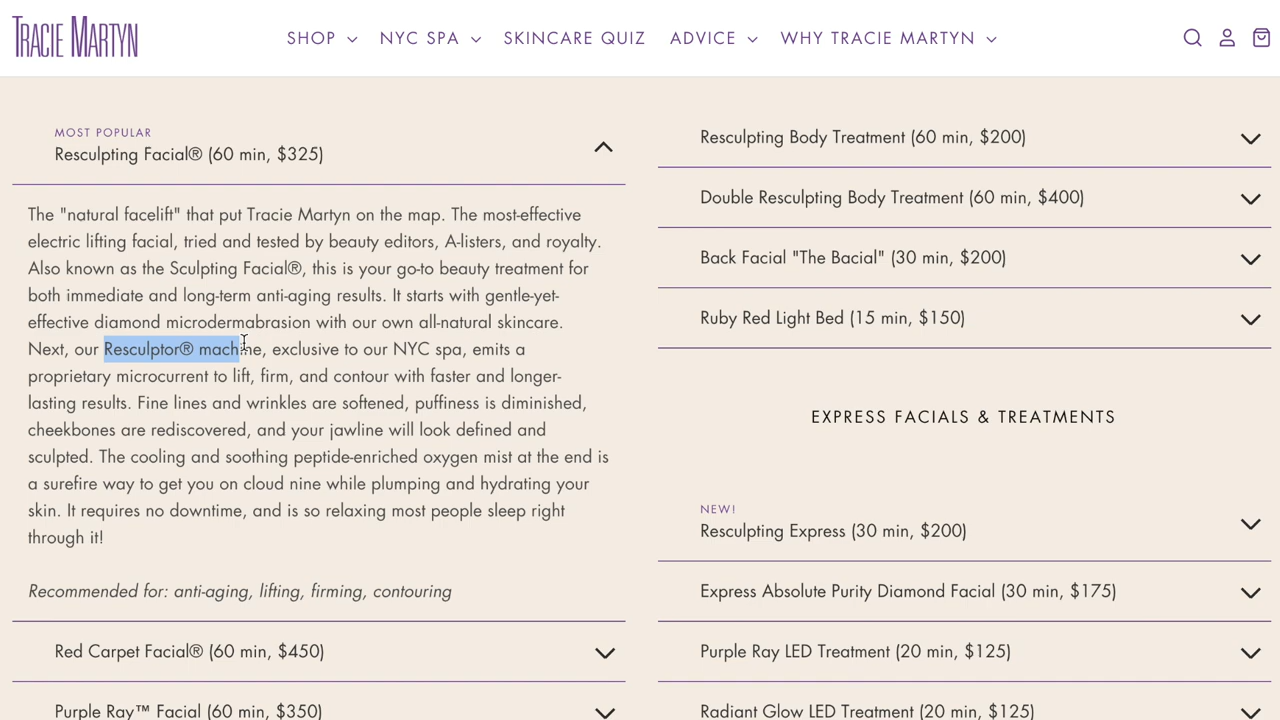 TRACIE MARTYN
SHOP
NYC SPA
SKINCARE QUIZ
ADVICE
WHY TRACIE MARTYN
MOST POPULAR
Resculpting Facial® (60 min, $325)
The "natural facelift" that put Tracie Martyn on the map. The most-effective
electric lifting facial, tried and tested by beauty editors, A-listers, and royalty.
Also known as the Sculpting Facial®, this is your go-to beauty treatment for
both immediate and long-term anti-aging results. It starts with gentle-yet-
effective diamond microdermabrasion with our own all-natural skincare.
Next, our Resculptor® machine, exclusive to our NYC spa, emits a
proprietary microcurrent to lift, firm, and contour with faster and longer-
lasting results. Fine lines and wrinkles are softened, puffiness is diminished,
cheekbones are rediscovered, and your jawline will look defined and
sculpted. The cooling and soothing peptide-enriched oxygen mist at the end is
a surefire way to get you on cloud nine while plumping and hydrating your
skin. It requires no downtime, and is so relaxing most people sleep right
through it!
Recommended for: anti-aging, lifting, firming, contouring
Red Carpet Facial® (60 min, $450)
Purple Ray™ Facial (60 min, $350)
Resculpting Body Treatment (60 min, $200)
Double Resculpting Body Treatment (60 min, $400)
Back Facial "The Bacial" (30 min, $200)
Ruby Red Light Bed (15 min, $150)
EXPRESS FACIALS & TREATMENTS
NEW!
Resculpting Express (30 min, $200)
Express Absolute Purity Diamond Facial (30 min, $175)
Purple Ray LED Treatment (20 min, $125)
Radiant Glow LED Treatment (20 min, $125)